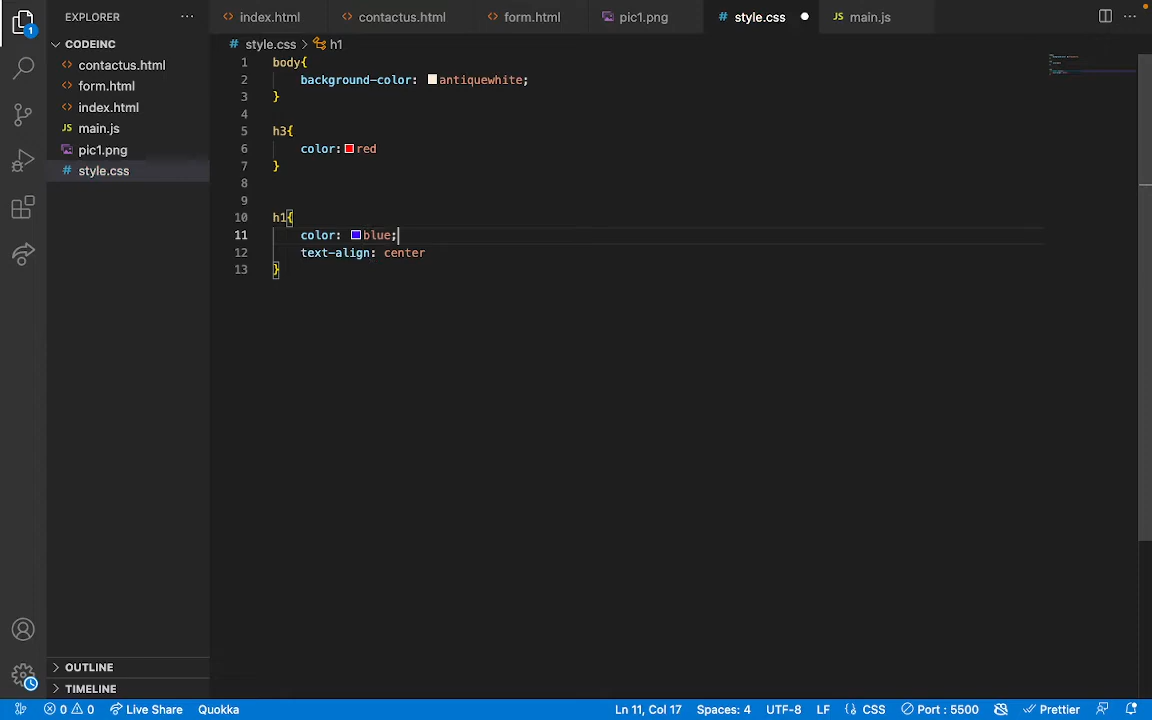 EXPLORER
index.html
contactus.html
form.html
pic1.png
# style.css
JS main.js
CODEINC
# style.css > h1
contactus.html
form.html
index.html
JS main.js
pic1.png
# style.css
1 body{
2 background-color: antiquewhite;
3 }
4
5 h3{
6 color: red
7 }
8
9
10 h1{
11 color: blue;
12 text-align: center
13 }
1
OUTLINE
TIMELINE
0 0 Live Share Quokka Ln 11, Col 17 Spaces: 4 UTF-8 LF {} CSS Port : 5500 Prettier